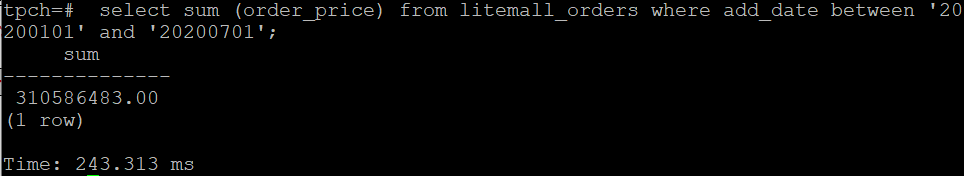 tpch=#  select sum (order_price) from litemall_orders where add_date between '20
200101' and '20200701';
     sum
--------------
 310586483.00
(1 row)

Time: 243.313 ms